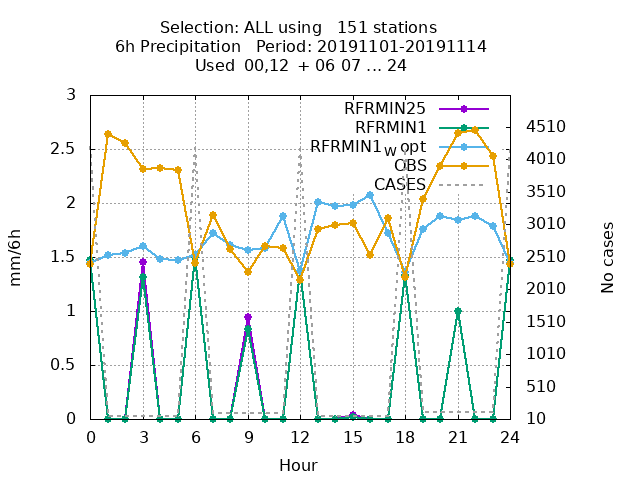 Selection: ALL using   151 stations
6h Precipitation   Period: 20191101-20191114
Used  00,12  + 06 07 ... 24
RFRMIN25
RFRMIN1
RFRMIN1_Wopt
OBS
CASES
3
2.5
2
1.5
1
0.5
0
mm/6h
4510
4010
3510
3010
2510
2010
1510
1010
510
10
No cases
0 3 6 9 12 15 18 21 24
Hour